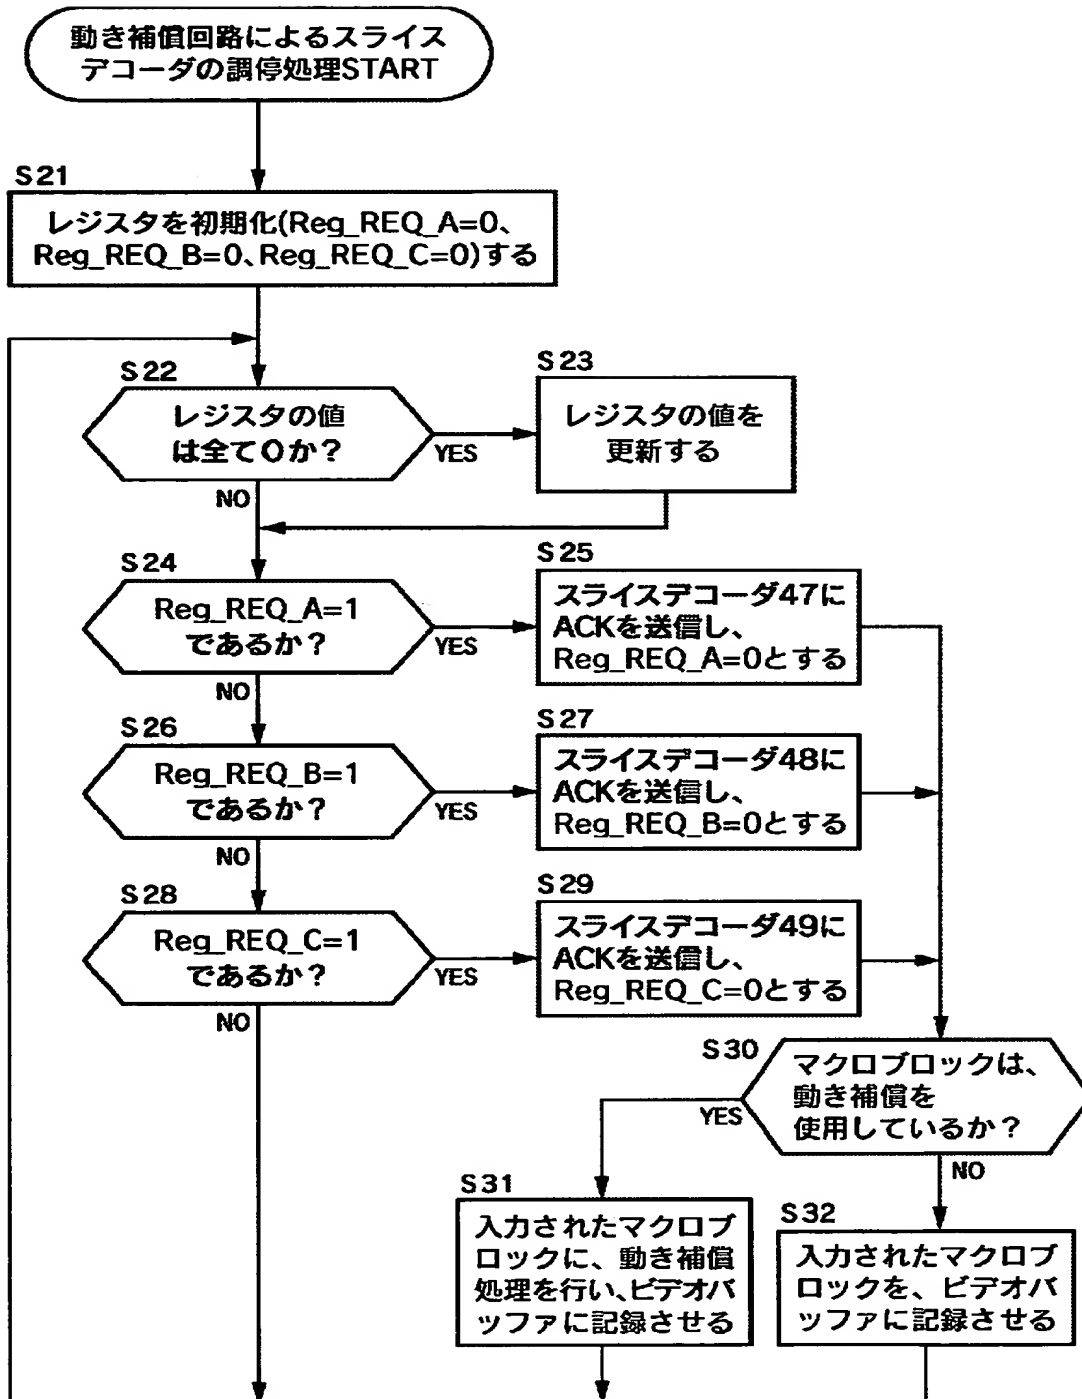 動き補償回路によるスライス
デコーダの調停処理START
S21
レジスタを初期化(Reg_REQ_A=0、
Reg_REQ_B=0、Reg_REQ_C=0)する
S22
レジスタの値
は全て0か？
YES
NO
S23
レジスタの値を
更新する
S24
Reg_REQ_A=1
であるか？
YES
NO
S25
スライスデコーダ47に
ACKを送信し、
Reg_REQ_A=0とする
S26
Reg_REQ_B=1
であるか？
YES
NO
S27
スライスデコーダ48に
ACKを送信し、
Reg_REQ_B=0とする
S28
Reg_REQ_C=1
であるか？
YES
NO
S29
スライスデコーダ49に
ACKを送信し、
Reg_REQ_C=0とする
S30
マクロブロックは、
動き補償を
使用しているか？
YES
NO
S31
入力されたマクロブ
ロックに、動き補償
処理を行い、ビデオバ
ッファに記録させる
S32
入力されたマクロブ
ロックを、ビデオバ
ッファに記録させる